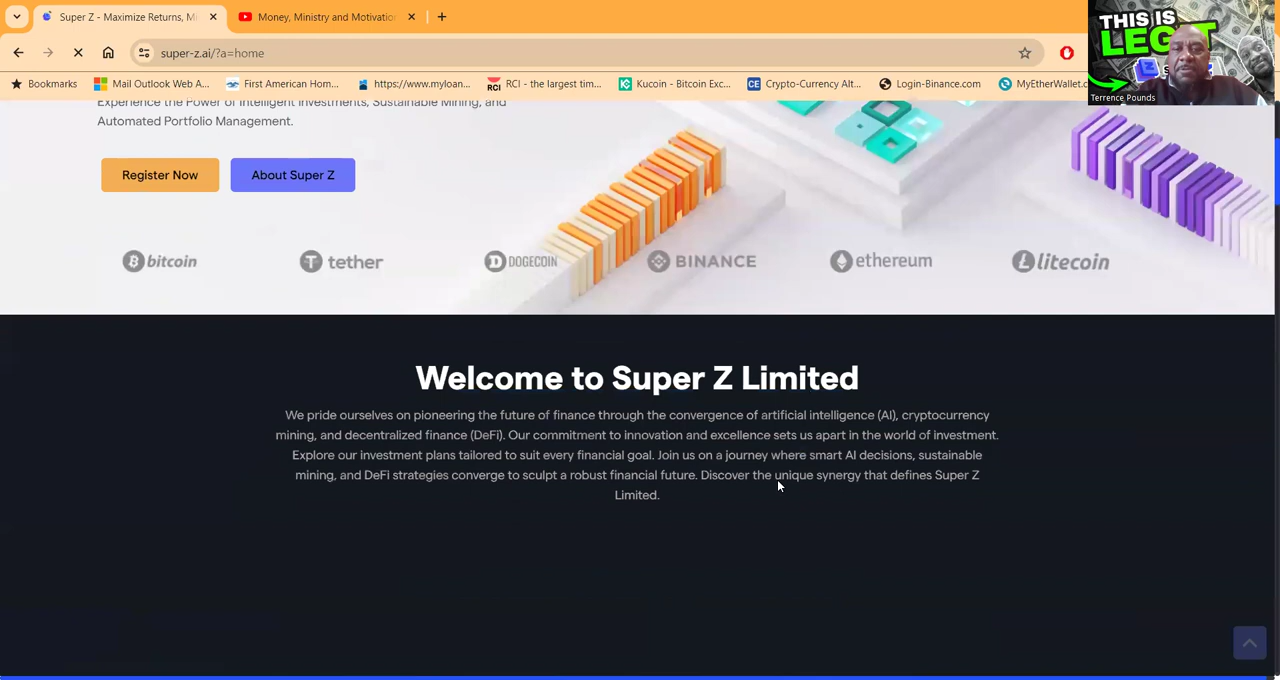 Super Z - Maximize Returns, M
Money, Ministry and Motivation
super-z.ai/?a=home
Bookmarks
Mail Outlook Web A...
First American Hom...
https://www.myloan...
RCI - the largest tim...
Kucoin - Bitcoin Exc...
Crypto-Currency Alt...
Login-Binance.com
MyEtherWallet.c
THIS IS
LEGIT
Terrence Pounds
Experience the Power of Intelligent Investments, Sustainable Mining, and
Automated Portfolio Management.
Register Now
About Super Z
bitcoin
tether
DOGECOIN
BINANCE
ethereum
litecoin
Welcome to Super Z Limited
We pride ourselves on pioneering the future of finance through the convergence of artificial intelligence (AI), cryptocurrency
mining, and decentralized finance (DeFi). Our commitment to innovation and excellence sets us apart in the world of investment.
Explore our investment plans tailored to suit every financial goal. Join us on a journey where smart AI decisions, sustainable
mining, and DeFi strategies converge to sculpt a robust financial future. Discover the unique synergy that defines Super Z
Limited.